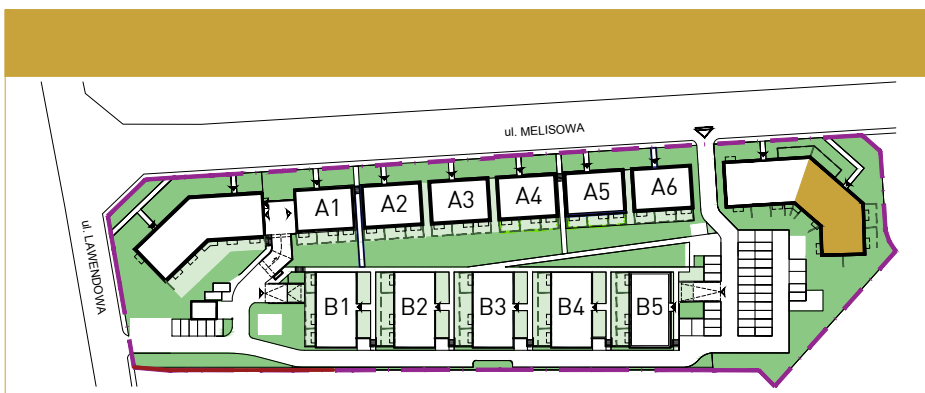 ul. MELISOWA
ul. LAWENDOWA
A1
A2
A3
A4
A5
A6
B1
B2
B3
B4
B5